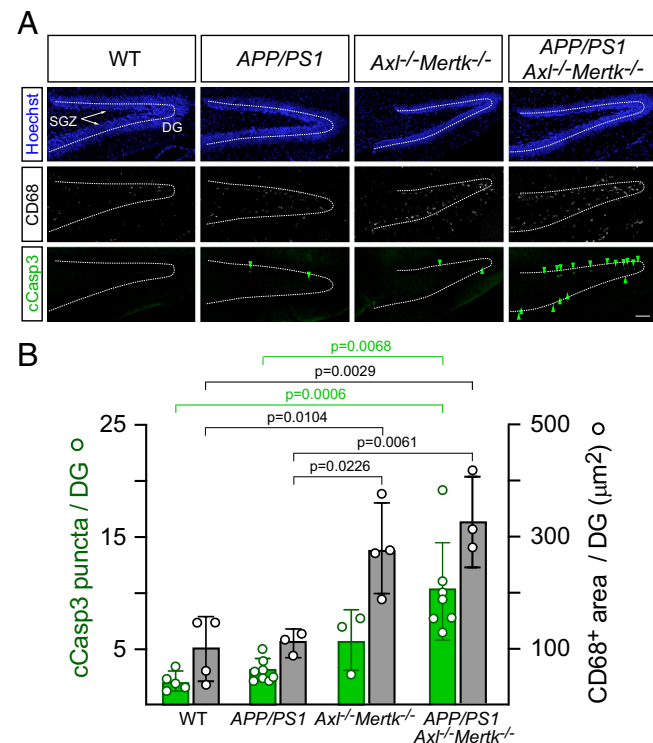 A
WT
APP/PS1
Axl-/-Mertk-/-
APP/PS1
Axl-/-Mertk-/-
Hoechst
SGZ
DG
CD68
cCasp3
B
p=0.0068
p=0.0029
p=0.0006
p=0.0104
p=0.0061
p=0.0226
25
15
5
cCasp3 puncta / DG
500
300
100
CD68+ area / DG (μm²)
WT
APP/PS1
Axl-/-Mertk-/-
APP/PS1
Axl-/-Mertk-/-